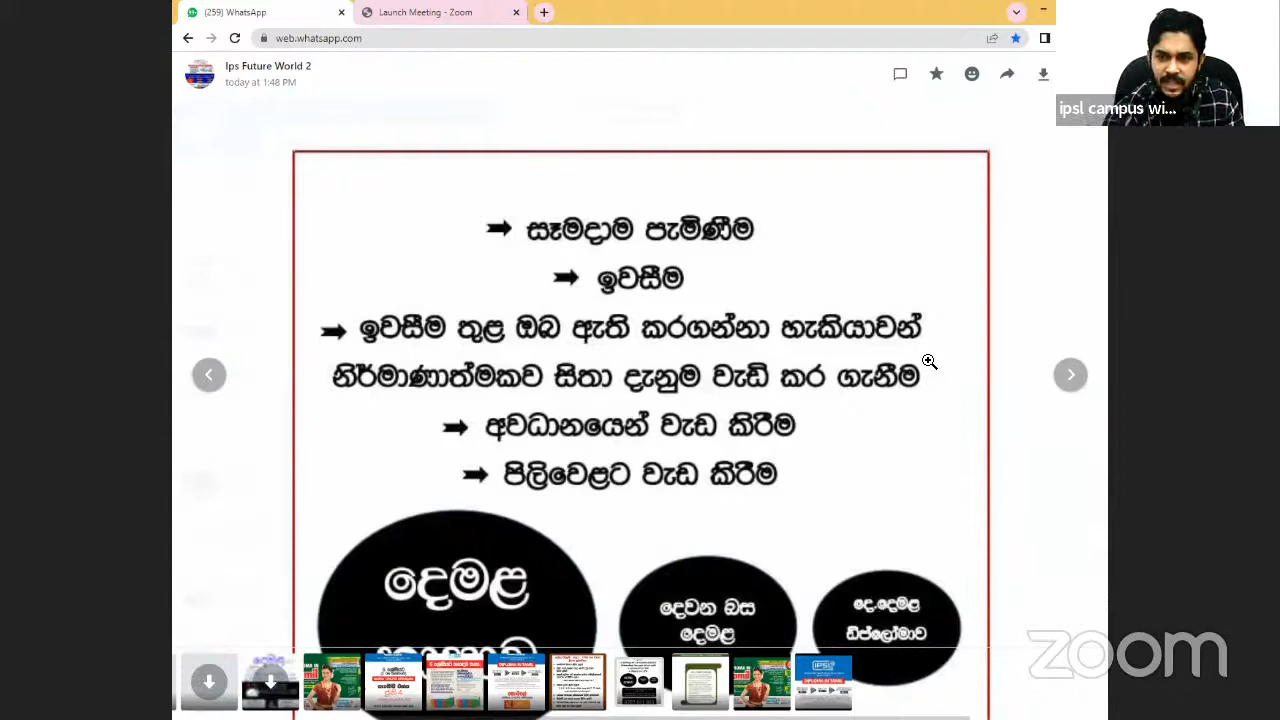 (259) WhatsApp
Launch Meeting - Zoom
web.whatsapp.com
Ips Future World 2
today at 1:48 PM
ipsl campus wi...
සෑමදාම පැමිණීම
ඉවසීම
ඉවසීම තුළ ඔබ ඇති කරගන්නා හැකියාවන්
නිර්මාණාත්මකව සිතා දැනුම වැඩි කර ගැනීම
අවධානයෙන් වැඩ කිරීම
පිලිවෙළට වැඩ කිරීම
දෙමළ
දෙවන බස
දෙමළ
දෙ.දෙමළ
ඩිප්ලෝමාව
zoom